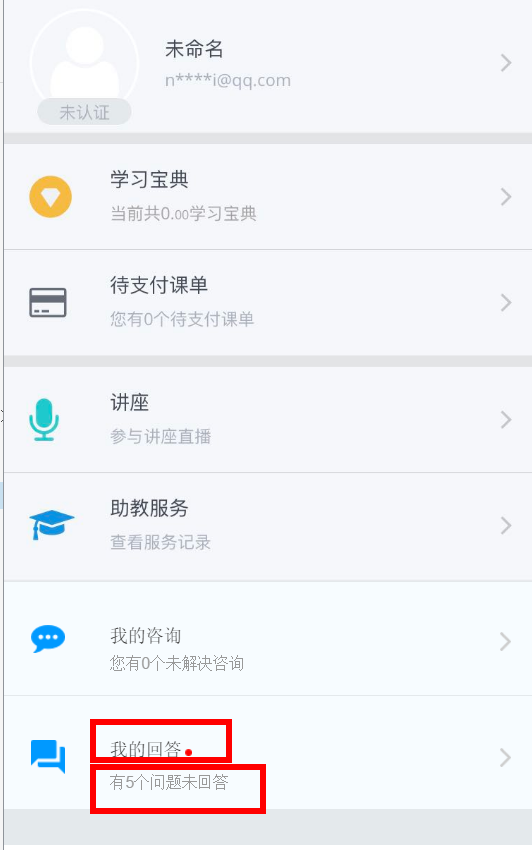 未命名
n****i@qq.com
未认证
学习宝典
当前共0.00学习宝典
待支付课单
您有0个待支付课单
讲座
参与讲座直播
助教服务
查看服务记录
我的咨询
您有0个未解决咨询
我的回答
有5个问题未回答